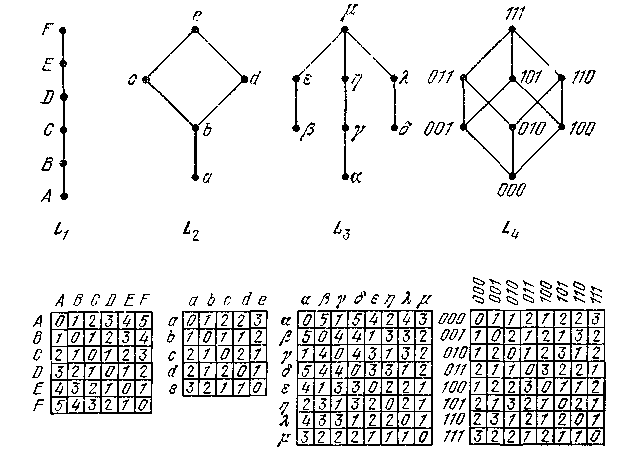 F
E
D
C
B
A
L₁
e
c d
b
a
L₂
μ
ε η λ
β γ δ
α
L₃
111
011 101 110
001 010 100
000
L₄
A B C D E F
A 0 1 2 3 4 5
B 1 0 1 2 3 4
C 2 1 0 1 2 3
D 3 2 1 0 1 2
E 4 3 2 1 0 1
F 5 4 3 2 1 0
a b c d e
a 0 1 2 2 3
b 1 0 1 1 2
c 2 1 0 2 1
d 2 1 2 0 1
e 3 2 1 1 0
α β γ δ ε η λ μ
α 0 5 1 5 4 2 4 3
β 5 0 4 4 1 3 3 2
γ 1 4 0 4 3 1 3 2
δ 5 4 4 0 3 3 1 2
ε 4 1 3 3 0 2 2 1
η 2 3 1 3 2 0 2 1
λ 4 3 3 1 2 2 0 1
μ 3 2 2 2 1 1 1 0
000 001 010 011 100 101 110 111
000 0 1 1 2 1 2 2 3
001 1 0 2 1 2 1 3 2
010 1 2 0 1 2 3 1 2
011 2 1 1 0 3 2 2 1
100 1 2 2 3 0 1 1 2
101 2 1 3 2 1 0 2 1
110 2 3 1 2 1 2 0 1
111 3 2 2 1 2 1 1 0